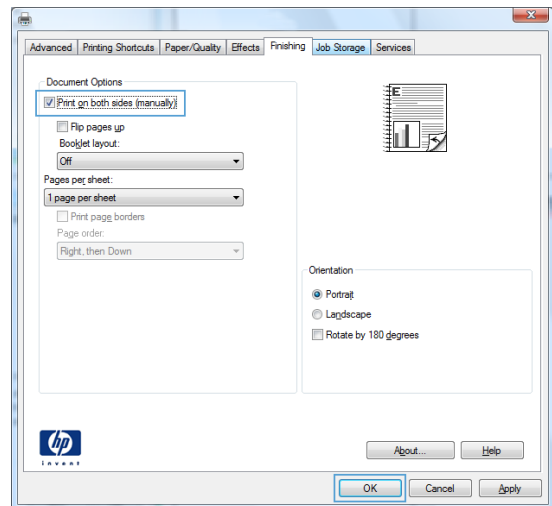 Advanced Printing Shortcuts Paper/Quality Effects Finishing Job Storage Services
Document Options
Print on both sides (manually)
Flip pages up
Booklet layout:
Off
Pages per sheet:
1 page per sheet
Print page borders
Page order:
Right, then Down
E
Orientation
Portrait
Landscape
Rotate by 180 degrees
hp
invent
About... Help
OK Cancel Apply